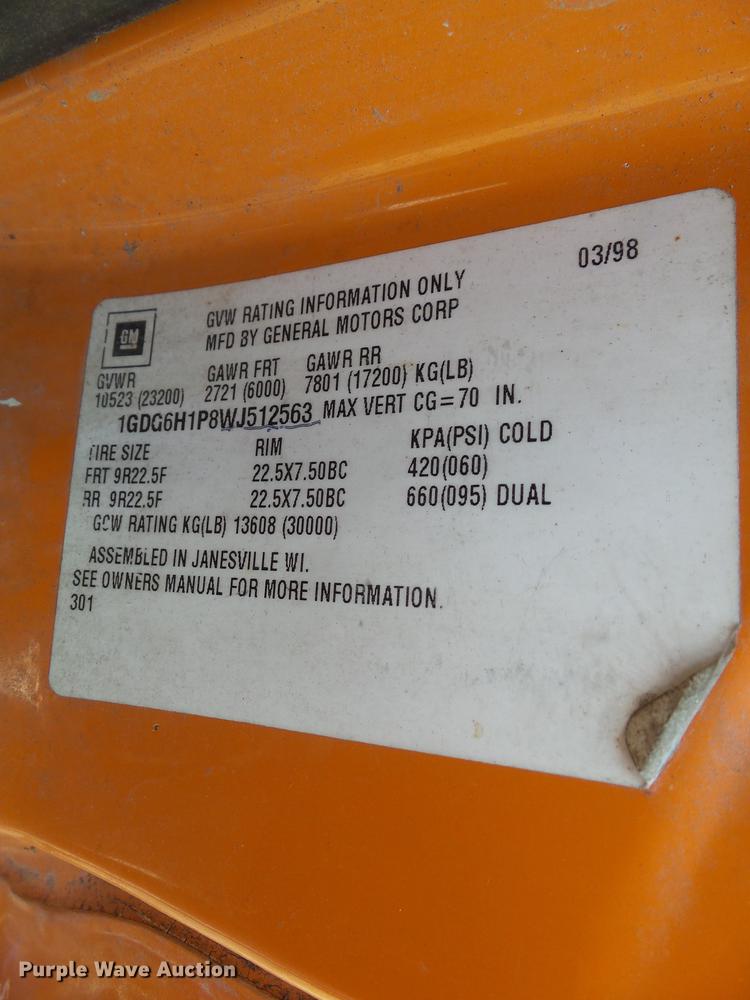 03/98
GM
GVW RATING INFORMATION ONLY
MFD BY GENERAL MOTORS CORP
GVWR GAWR FRT GAWR RR
10523 (23200) 2721 (6000) 7801 (17200) KG(LB)
1GDG6H1P8WJ512563 MAX VERT CG=70 IN.
TIRE SIZE RIM KPA(PSI) COLD
FRT 9R22.5F 22.5X7.50BC 420(060)
RR 9R22.5F 22.5X7.50BC 660(095) DUAL
GCW RATING KG(LB) 13608 (30000)
ASSEMBLED IN JANESVILLE WI.
SEE OWNERS MANUAL FOR MORE INFORMATION.
301
Purple Wave Auction